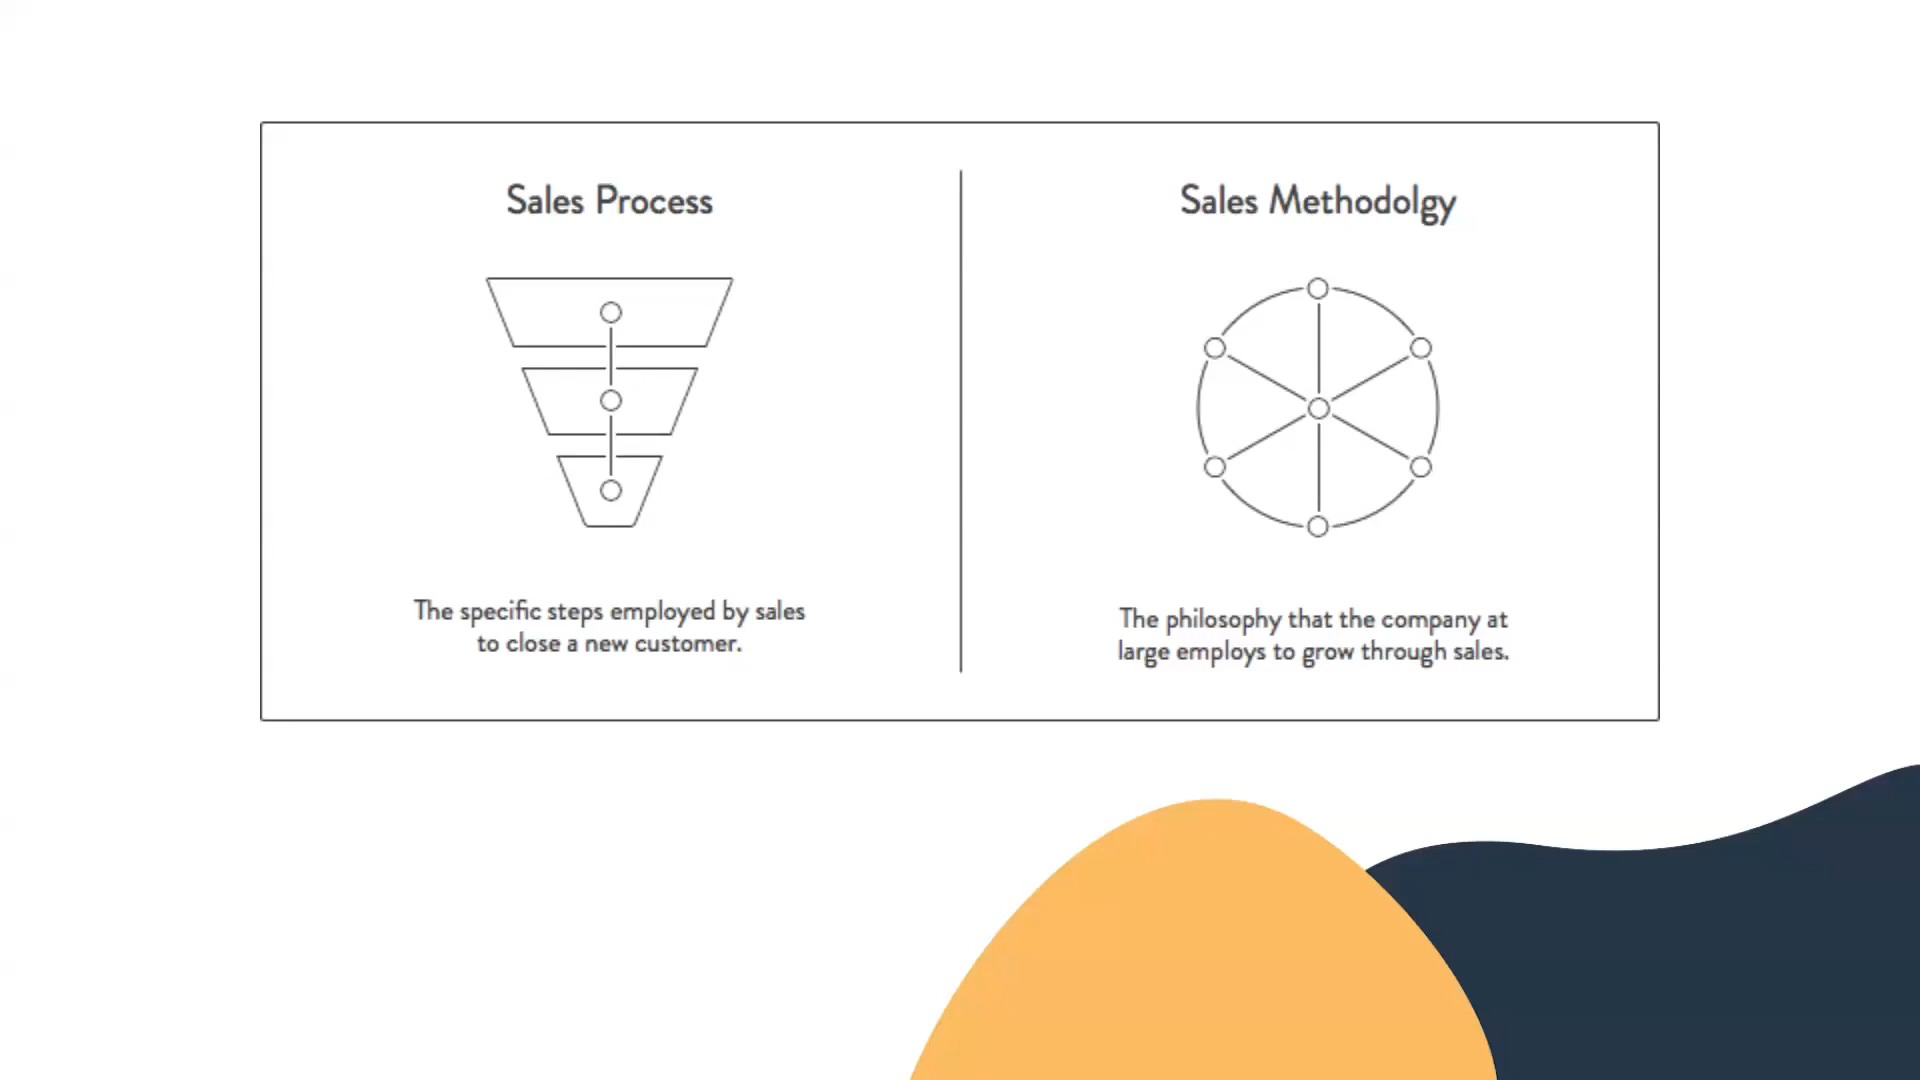 Sales Process
The specific steps employed by sales
to close a new customer.
Sales Methodolgy
The philosophy that the company at
large employs to grow through sales.